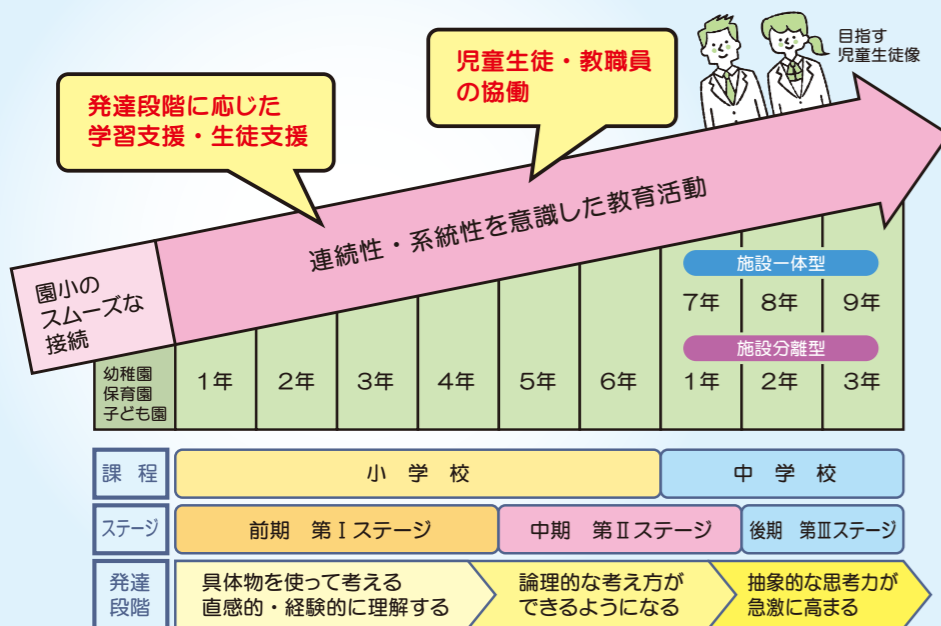 目指す
児童生徒像
児童生徒・教職員
の協働
発達段階に応じた
学習支援・生徒支援
連続性・系統性を意識した教育活動
園小の
スムーズな
接続
施設一体型
7年 8年 9年
施設分離型
幼稚園
保育園
子ども園
1年 2年 3年 4年 5年 6年 1年 2年 3年
課程 小学校 中学校
ステージ 前期 第Ⅰステージ 中期 第Ⅱステージ 後期 第Ⅲステージ
発達
段階
具体物を使って考える
直感的・経験的に理解する
論理的な考え方が
できるようになる
抽象的な思考力が
急激に高まる